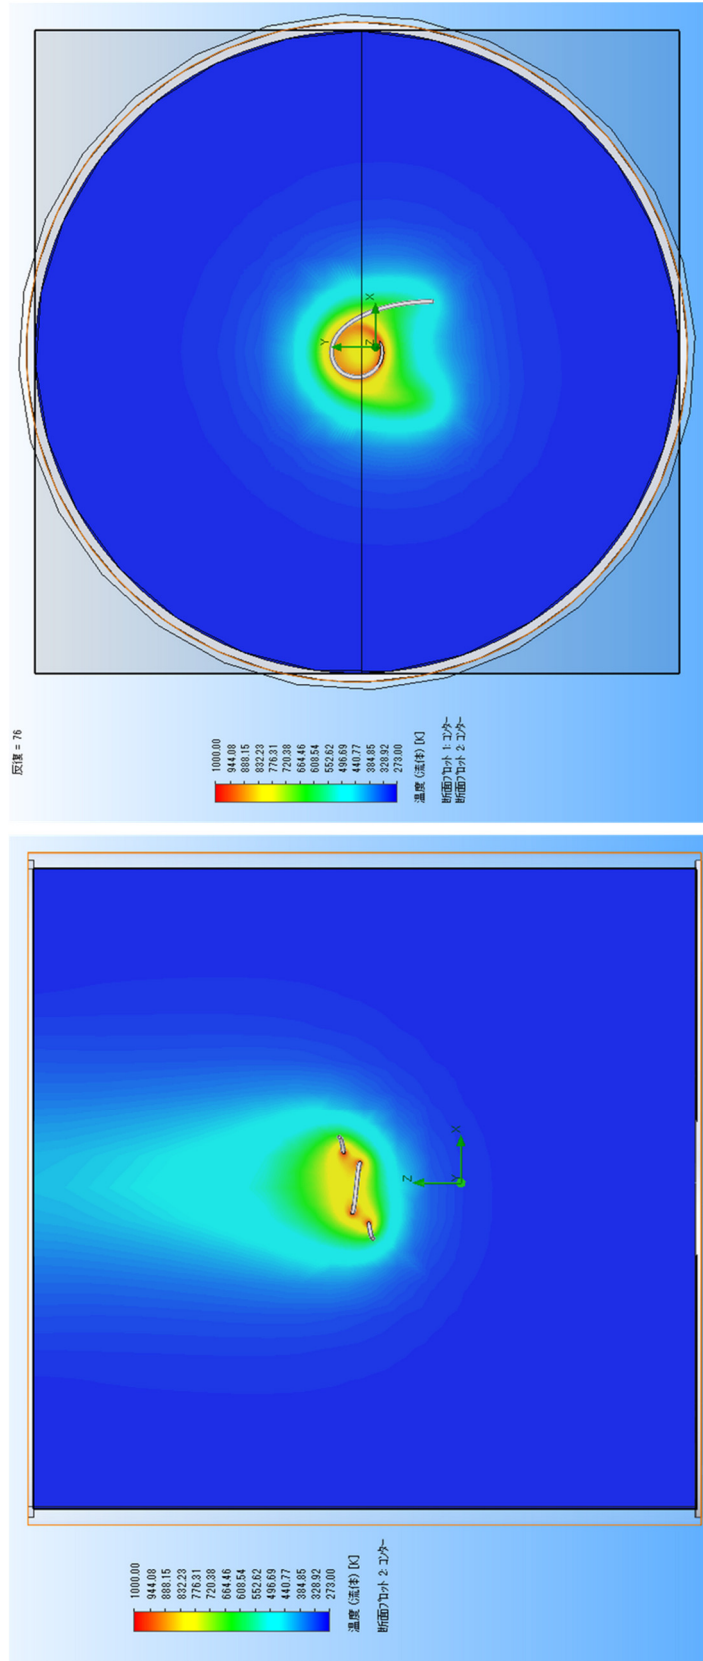 反復 = 76
Y
X
Z
1000.00
944.08
888.15
832.23
776.31
720.38
664.46
608.54
552.62
496.69
440.77
384.85
328.92
273.00
温度 (流体) [K]
断面プロット 1: コンター
断面プロット 2: コンター
Z
X
Y
1000.00
944.08
888.15
832.23
776.31
720.38
664.46
608.54
552.62
496.69
440.77
384.85
328.92
273.00
温度 (流体) [K]
断面プロット 2: コンター